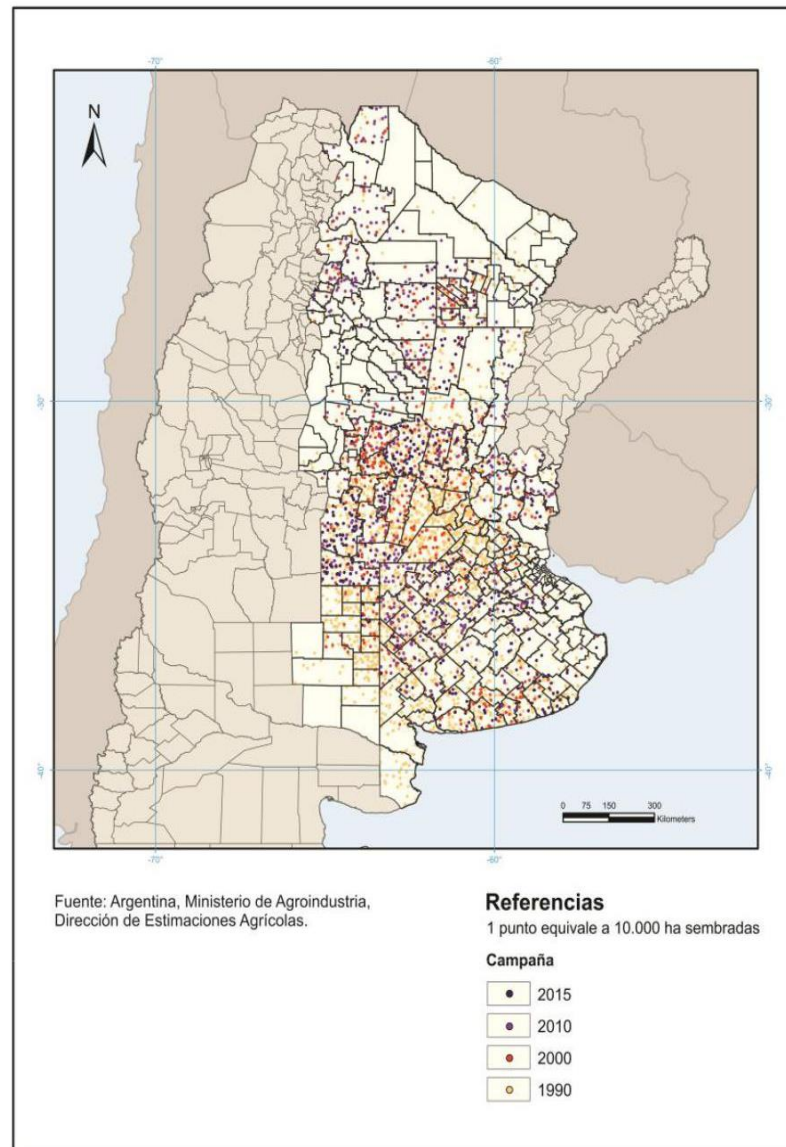 -70°
-60°
N
-30°
-30°
-40°
-40°
0 75 150 300
Kilometers
-70°
-60°
Fuente: Argentina, Ministerio de Agroindustria,
Dirección de Estimaciones Agrícolas.
Referencias
1 punto equivale a 10.000 ha sembradas
Campaña
2015
2010
2000
1990